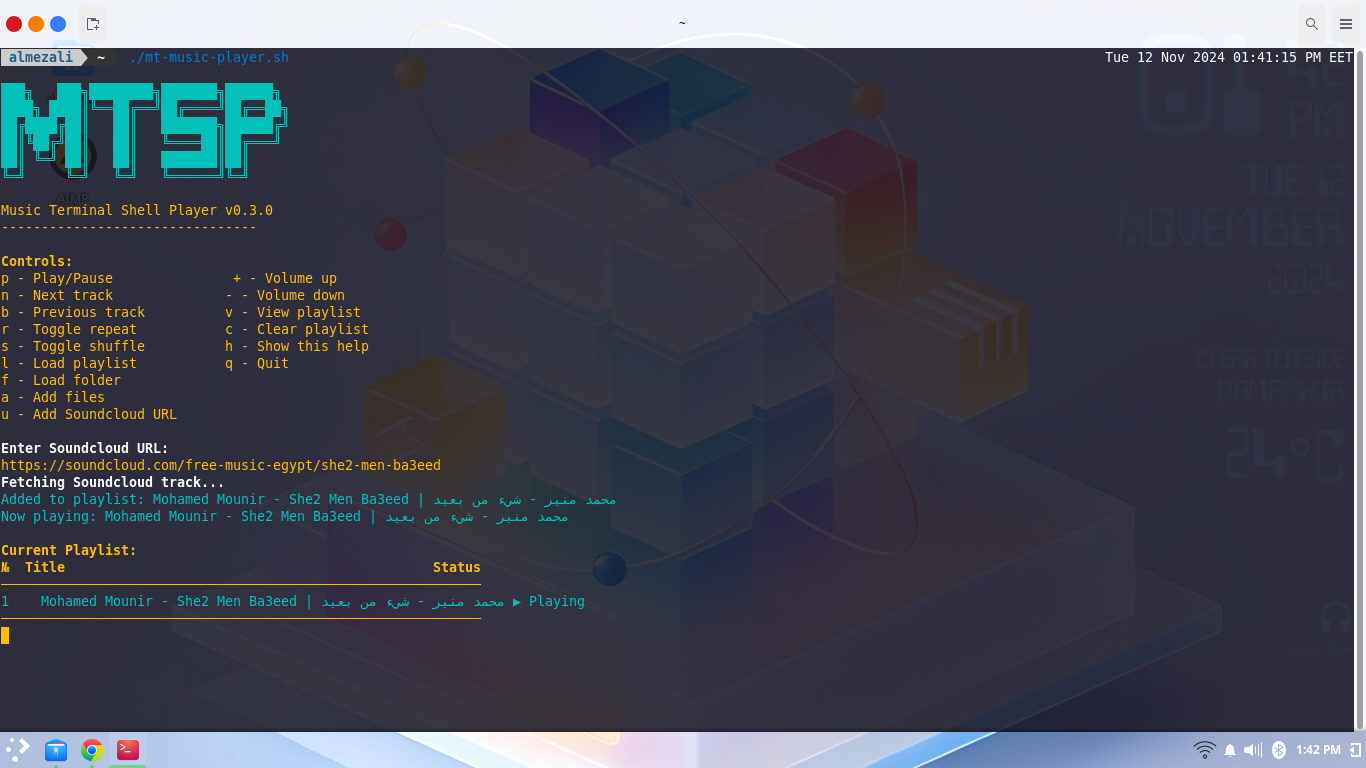 ~
almezali ~ ./mt-music-player.sh Tue 12 Nov 2024 01:41:15 PM EET
MTSP
Music Terminal Shell Player v0.3.0
--------------------------------
Controls:
p - Play/Pause + - Volume up
n - Next track - - Volume down
b - Previous track v - View playlist
r - Toggle repeat c - Clear playlist
s - Toggle shuffle h - Show this help
l - Load playlist q - Quit
f - Load folder
a - Add files
u - Add Soundcloud URL
Enter Soundcloud URL:
https://soundcloud.com/free-music-egypt/she2-men-ba3eed
Fetching Soundcloud track...
Added to playlist: Mohamed Mounir - She2 Men Ba3eed | محمد منير - شيء من بعيد
Now playing: Mohamed Mounir - She2 Men Ba3eed | محمد منير - شيء من بعيد
Current Playlist:
№ Title Status
1 Mohamed Mounir - She2 Men Ba3eed | محمد منير - شيء من بعيد ▶ Playing
01 42
PM
TUE 12
NOVEMBER
2024
CLEAR OUTSIDE
DAMANHUR
24°C
AIMP
1:42 PM